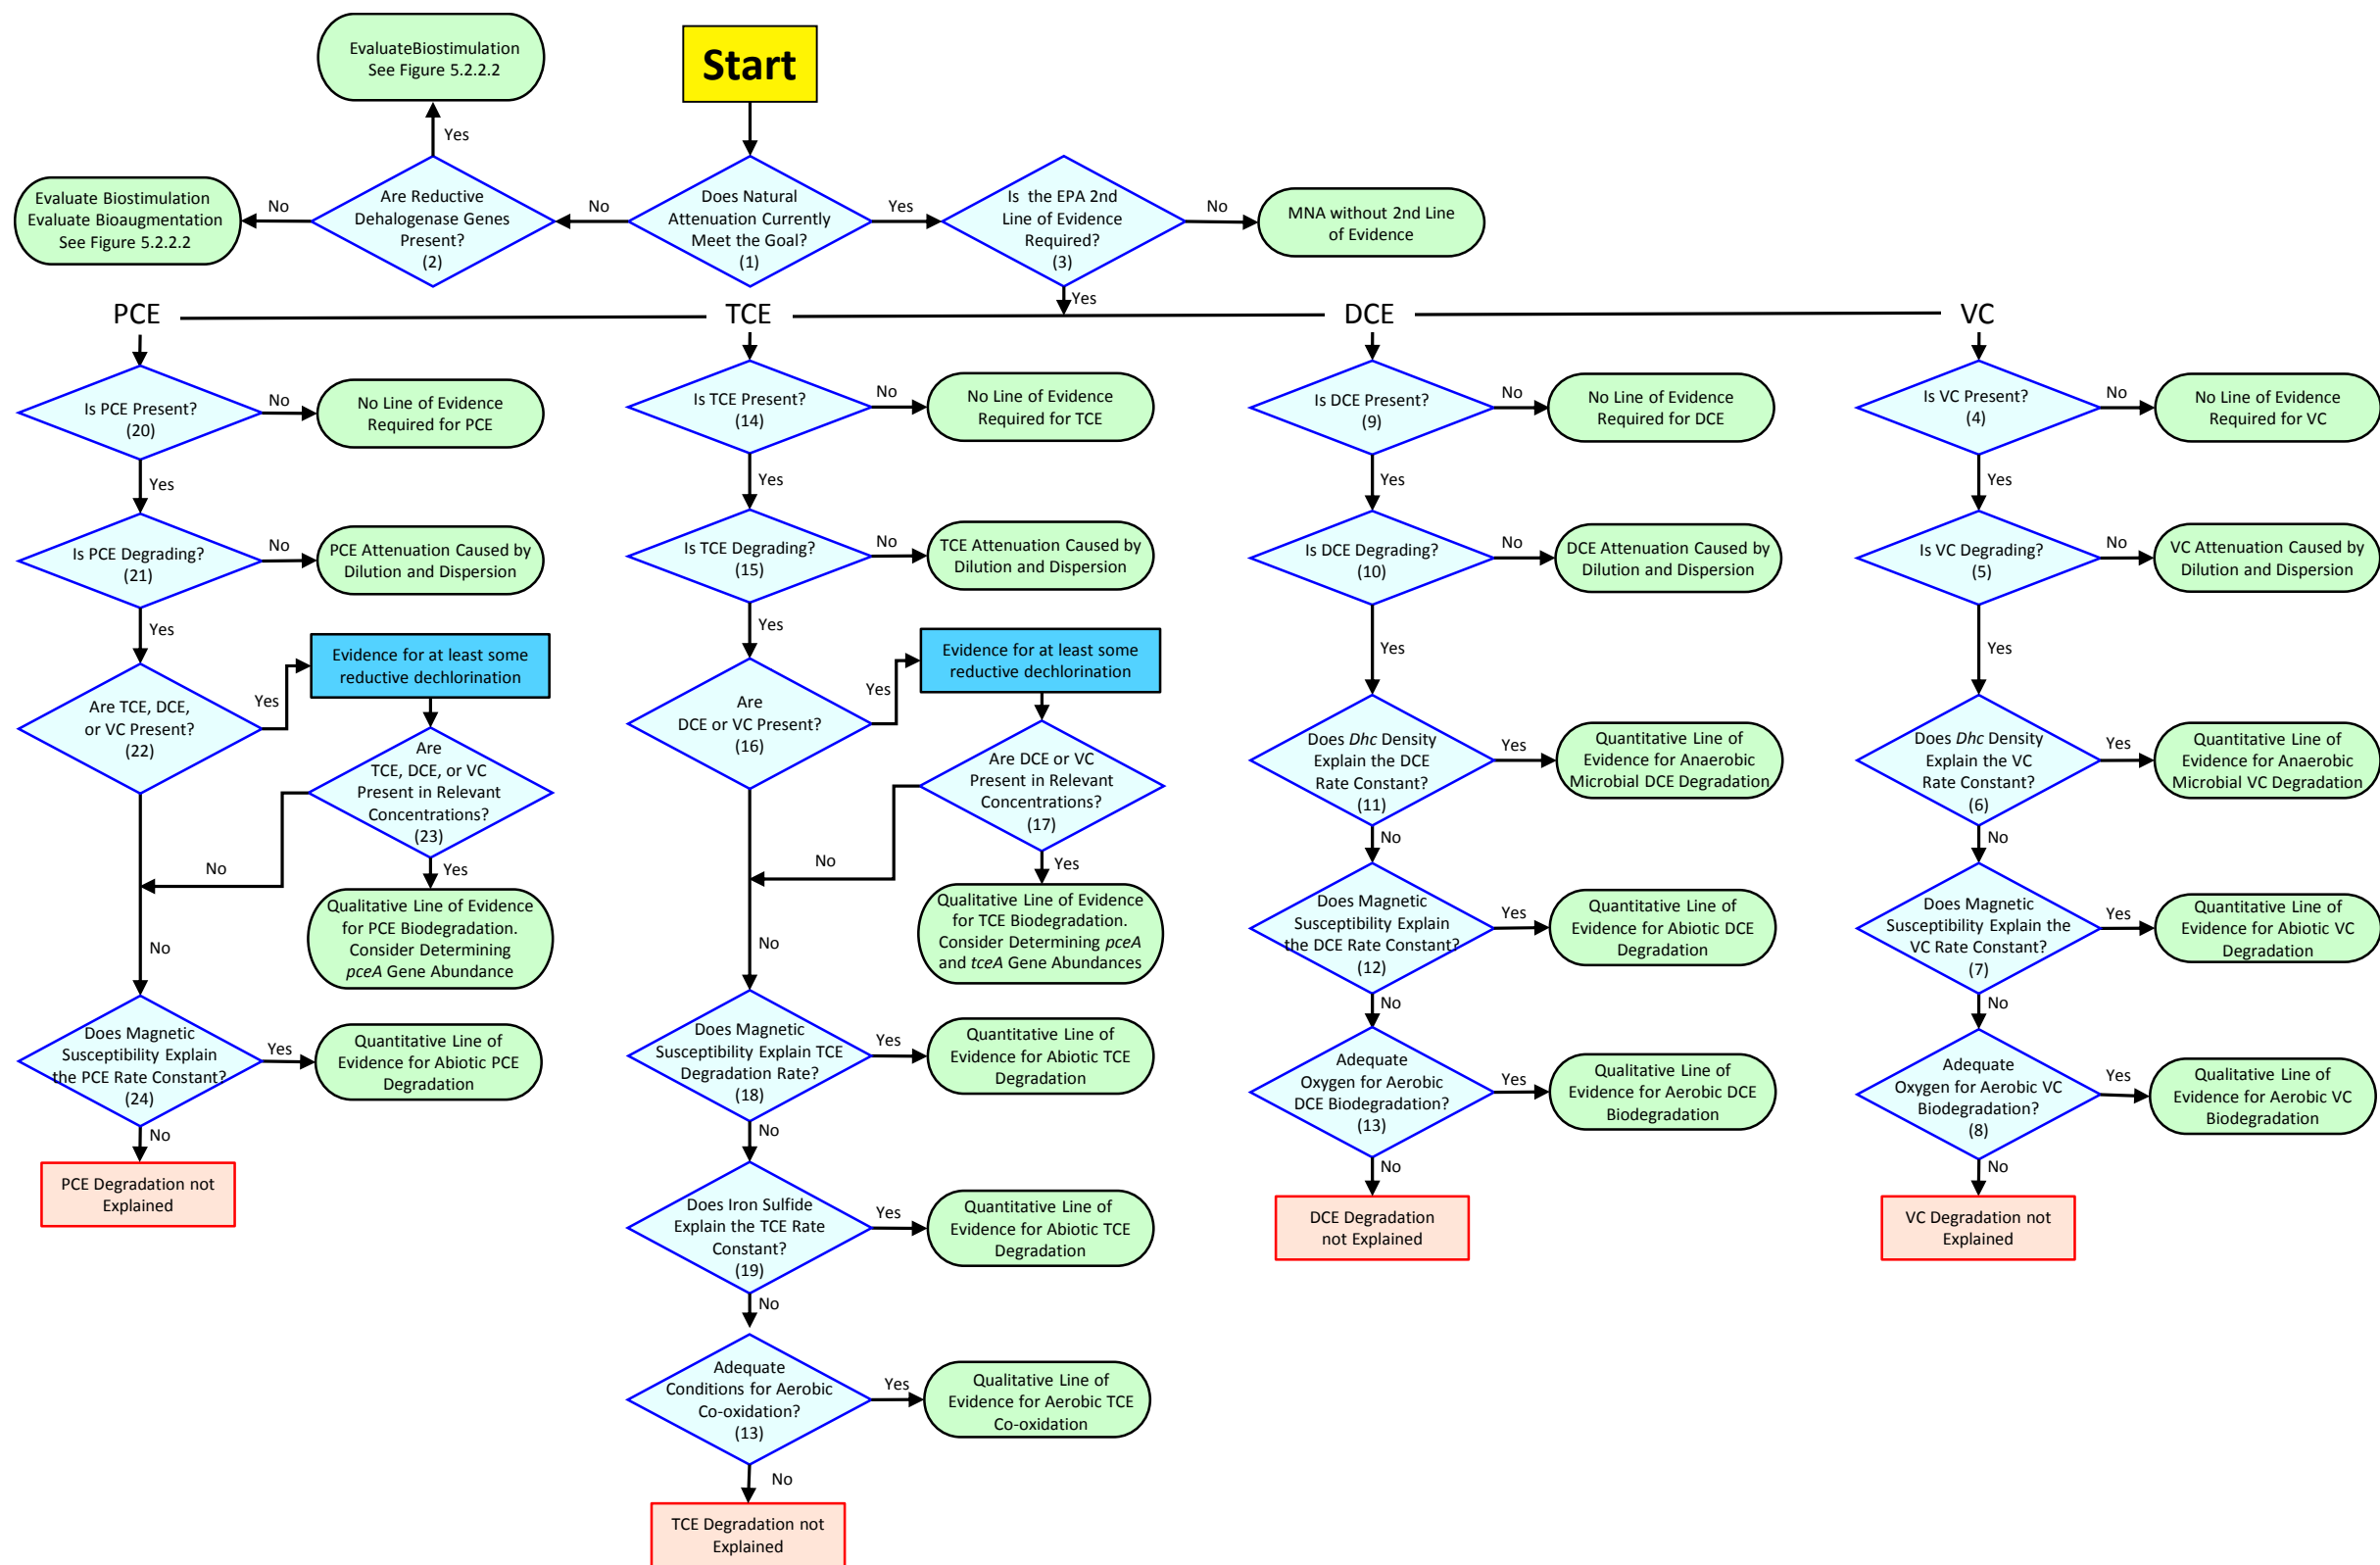 Start
EvaluateBiostimulation
See Figure 5.2.2.2
Yes
Evaluate Biostimulation
Evaluate Bioaugmentation
See Figure 5.2.2.2
No
Are Reductive
Dehalogenase Genes
Present?
(2)
No
Does Natural
Attenuation Currently
Meet the Goal?
(1)
Yes
Is the EPA 2nd
Line of Evidence
Required?
(3)
No
MNA without 2nd Line
of Evidence
Yes
PCE
TCE
DCE
VC
Is PCE Present?
(20)
No
No Line of Evidence
Required for PCE
Yes
Is PCE Degrading?
(21)
No
PCE Attenuation Caused by
Dilution and Dispersion
Yes
Are TCE, DCE,
or VC Present?
(22)
Yes
Evidence for at least some
reductive dechlorination
Are
TCE, DCE, or VC
Present in Relevant
Concentrations?
(23)
No
Yes
Qualitative Line of Evidence
for PCE Biodegradation.
Consider Determining
pceA Gene Abundance
No
Does Magnetic
Susceptibility Explain
the PCE Rate Constant?
(24)
Yes
Quantitative Line of
Evidence for Abiotic PCE
Degradation
No
PCE Degradation not
Explained
Is TCE Present?
(14)
No
No Line of Evidence
Required for TCE
Yes
Is TCE Degrading?
(15)
No
TCE Attenuation Caused by
Dilution and Dispersion
Yes
Are
DCE or VC Present?
(16)
Yes
Evidence for at least some
reductive dechlorination
Are DCE or VC
Present in Relevant
Concentrations?
(17)
No
Yes
Qualitative Line of Evidence
for TCE Biodegradation.
Consider Determining pceA
and tceA Gene Abundances
No
Does Magnetic
Susceptibility Explain TCE
Degradation Rate?
(18)
Yes
Quantitative Line of
Evidence for Abiotic TCE
Degradation
No
Does Iron Sulfide
Explain the TCE Rate
Constant?
(19)
Yes
Quantitative Line of
Evidence for Abiotic TCE
Degradation
No
Adequate
Conditions for Aerobic
Co-oxidation?
(13)
Yes
Qualitative Line of
Evidence for Aerobic TCE
Co-oxidation
No
TCE Degradation not
Explained
Is DCE Present?
(9)
No
No Line of Evidence
Required for DCE
Yes
Is DCE Degrading?
(10)
No
DCE Attenuation Caused by
Dilution and Dispersion
Yes
Does Dhc Density
Explain the DCE
Rate Constant?
(11)
Yes
Quantitative Line of
Evidence for Anaerobic
Microbial DCE Degradation
No
Does Magnetic
Susceptibility Explain
the DCE Rate Constant?
(12)
Yes
Quantitative Line of
Evidence for Abiotic DCE
Degradation
No
Adequate
Oxygen for Aerobic
DCE Biodegradation?
(13)
Yes
Qualitative Line of
Evidence for Aerobic DCE
Biodegradation
No
DCE Degradation
not Explained
Is VC Present?
(4)
No
No Line of Evidence
Required for VC
Yes
Is VC Degrading?
(5)
No
VC Attenuation Caused by
Dilution and Dispersion
Yes
Does Dhc Density
Explain the VC
Rate Constant?
(6)
Yes
Quantitative Line of
Evidence for Anaerobic
Microbial VC Degradation
No
Does Magnetic
Susceptibility Explain the
VC Rate Constant?
(7)
Yes
Quantitative Line of
Evidence for Abiotic VC
Degradation
No
Adequate
Oxygen for Aerobic VC
Biodegradation?
(8)
Yes
Qualitative Line of
Evidence for Aerobic VC
Biodegradation
No
VC Degradation not
Explained